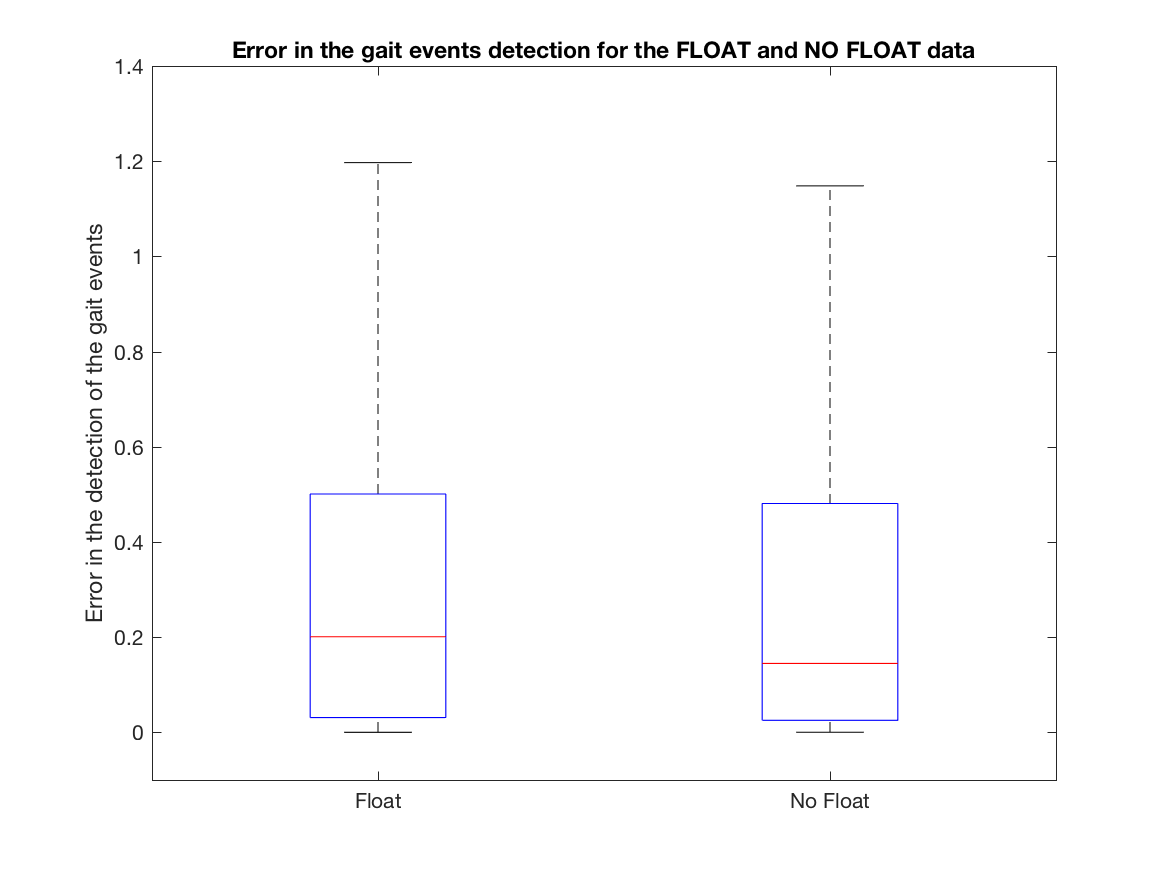 Error in the gait events detection for the FLOAT and NO FLOAT data
Error in the detection of the gait events
1.4
1.2
1
0.8
0.6
0.4
0.2
0
Float No Float